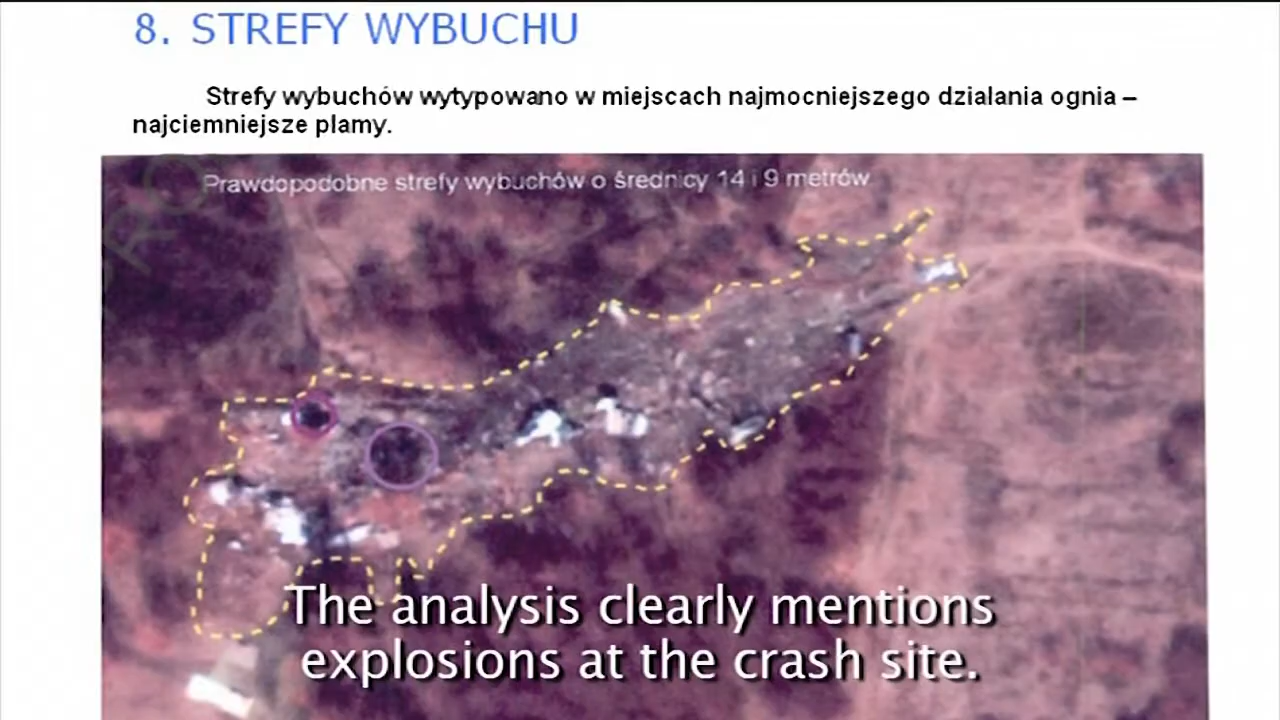 8. STREFY WYBUCHU
Strefy wybuchów wytypowano w miejscach najmocniejszego działania ognia –
najciemniejsze plamy.
Prawdopodobne strefy wybuchów o średnicy 14 i 9 metrów
The analysis clearly mentions
explosions at the crash site.